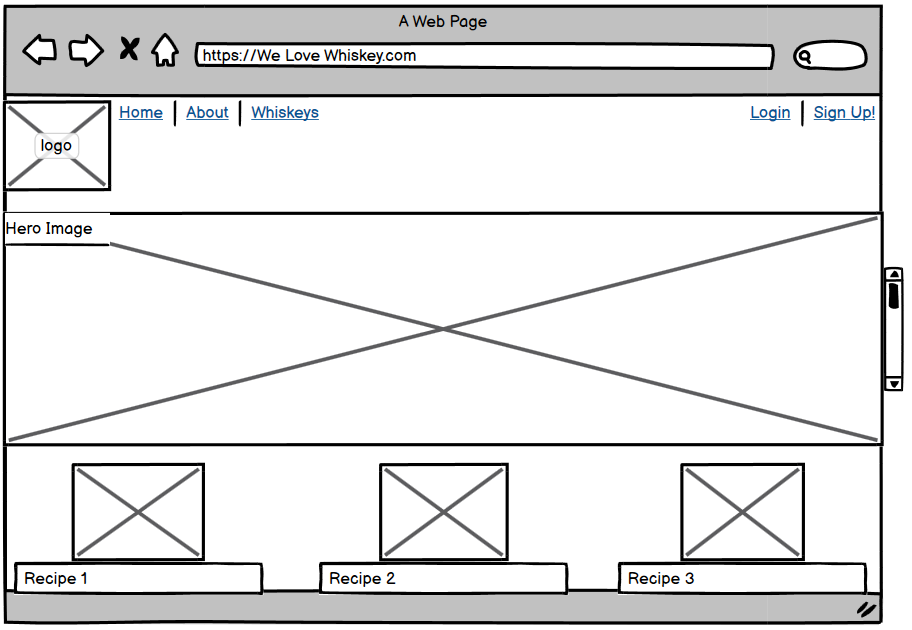 A Web Page
https://We Love Whiskey.com
logo
Home About Whiskeys Login Sign Up!
Hero Image
Recipe 1 Recipe 2 Recipe 3